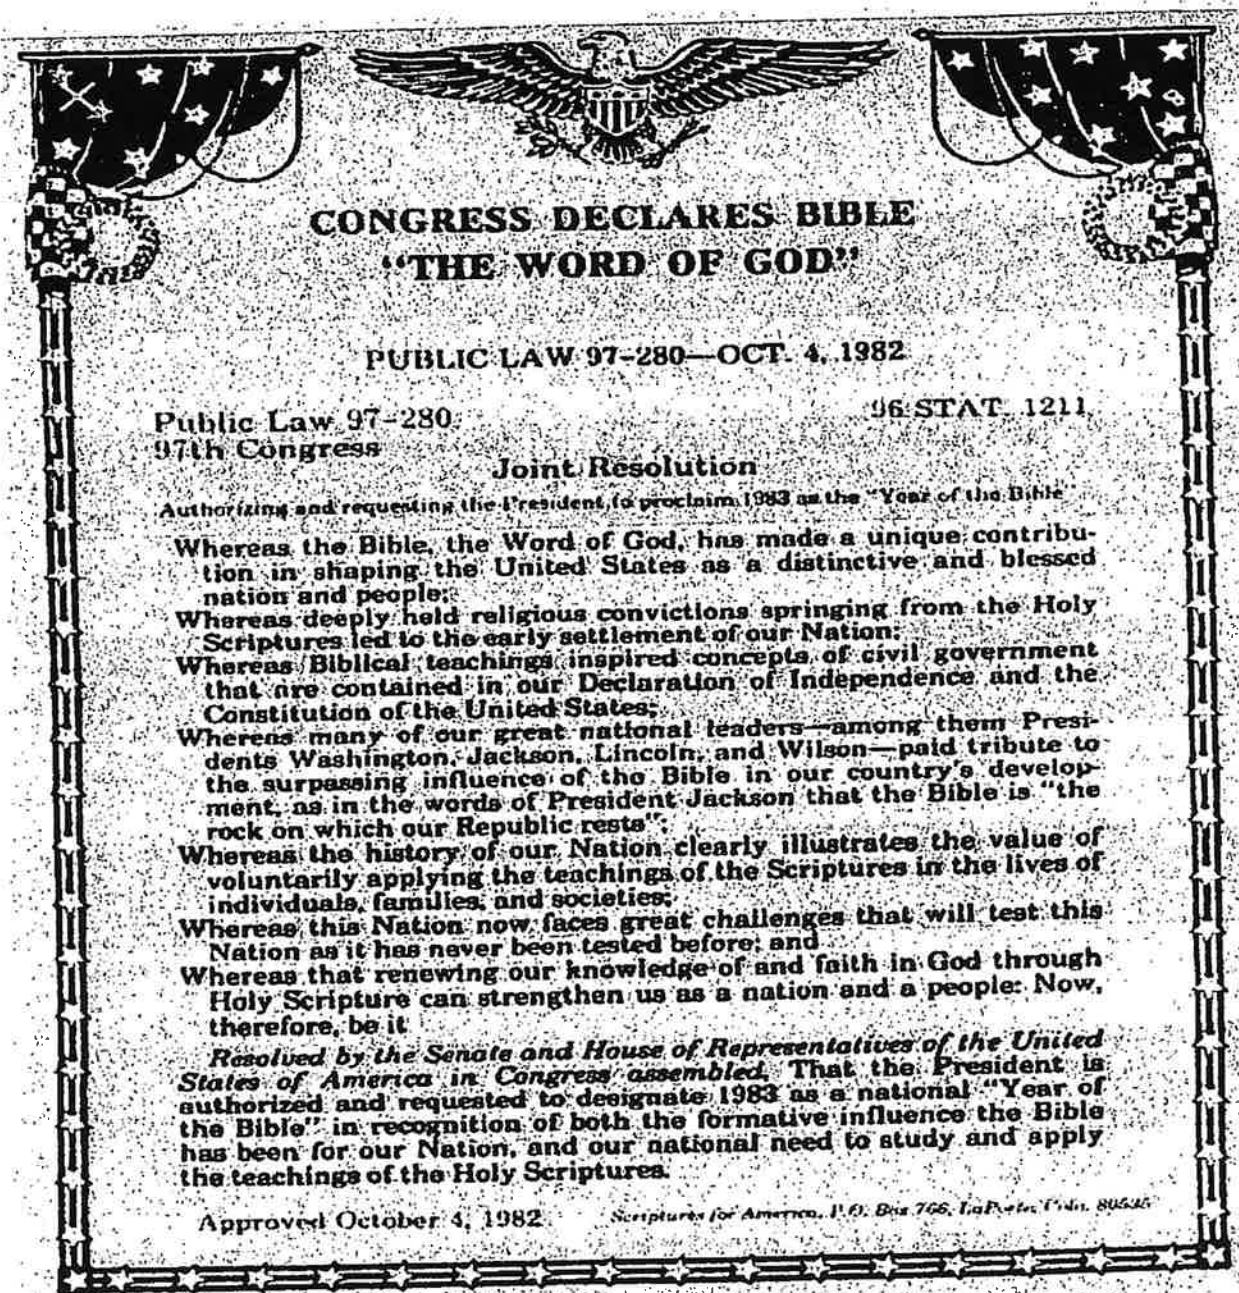 CONGRESS DECLARES BIBLE
"THE WORD OF GOD"
PUBLIC LAW 97-280—OCT. 4, 1982
Public Law 97-280
96 STAT. 1211
97th Congress
Joint Resolution
Authorizing and requesting the President to proclaim 1983 as the "Year of the Bible"
Whereas the Bible, the Word of God, has made a unique contribu-
tion in shaping the United States as a distinctive and blessed
nation and people;
Whereas deeply held religious convictions springing from the Holy
Scriptures led to the early settlement of our Nation;
Whereas Biblical teachings inspired concepts of civil government
that are contained in our Declaration of Independence and the
Constitution of the United States;
Whereas many of our great national leaders—among them Presi-
dents Washington, Jackson, Lincoln, and Wilson—paid tribute to
the surpassing influence of the Bible in our country's develop-
ment, as in the words of President Jackson that the Bible is "the
rock on which our Republic rests";
Whereas the history of our Nation clearly illustrates the value of
voluntarily applying the teachings of the Scriptures in the lives of
individuals, families, and societies;
Whereas this Nation now faces great challenges that will test this
Nation as it has never been tested before; and
Whereas that renewing our knowledge of and faith in God through
Holy Scripture can strengthen us as a nation and a people: Now,
therefore, be it
Resolved by the Senate and House of Representatives of the United
States of America in Congress assembled, That the President is
authorized and requested to designate 1983 as a national "Year of
the Bible" in recognition of both the formative influence the Bible
has been for our Nation, and our national need to study and apply
the teachings of the Holy Scriptures.
Approved October 4, 1982
Scriptures for America, P.O. Box 766, LaPorte, Colo. 80535